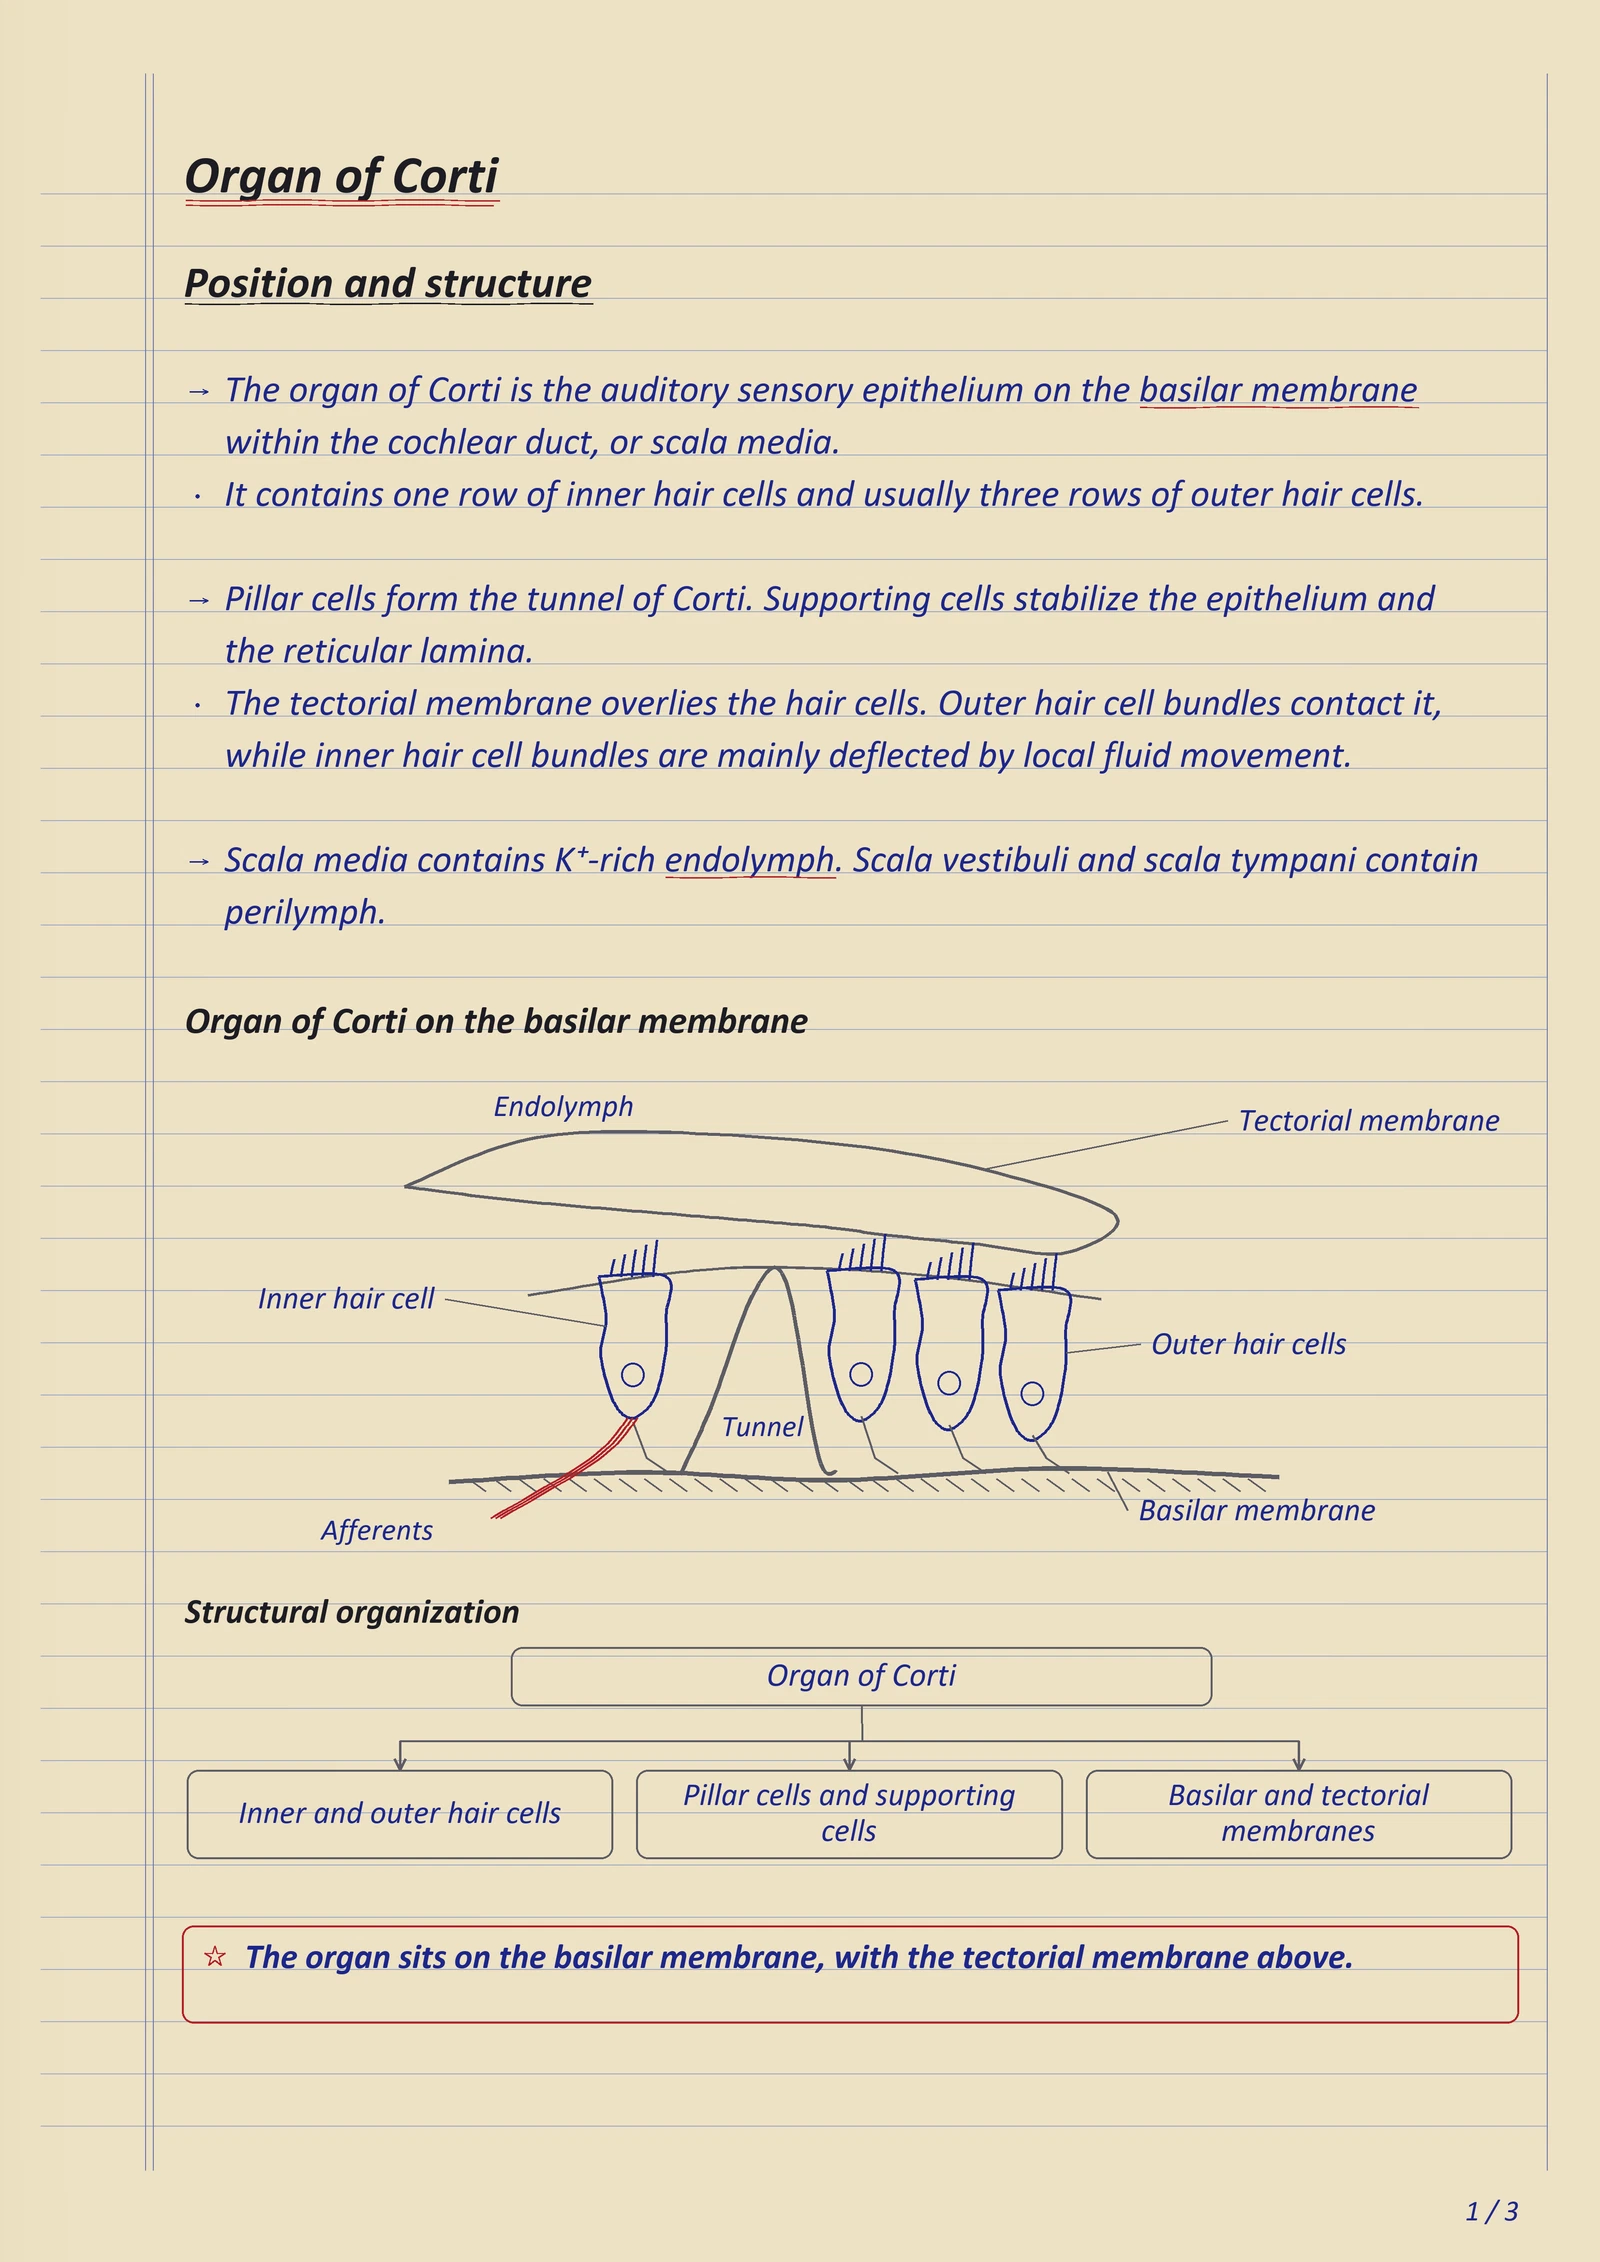 Organ of Corti
Position and structure
→ The organ of Corti is the auditory sensory epithelium on the basilar membrane
within the cochlear duct, or scala media.
· It contains one row of inner hair cells and usually three rows of outer hair cells.
→ Pillar cells form the tunnel of Corti. Supporting cells stabilize the epithelium and
the reticular lamina.
· The tectorial membrane overlies the hair cells. Outer hair cell bundles contact it,
while inner hair cell bundles are mainly deflected by local fluid movement.
→ Scala media contains K⁺-rich endolymph. Scala vestibuli and scala tympani contain
perilymph.
Organ of Corti on the basilar membrane
Endolymph
Tectorial membrane
Inner hair cell
Outer hair cells
Tunnel
Basilar membrane
Afferents
Structural organization
Organ of Corti
Inner and outer hair cells
Pillar cells and supporting
cells
Basilar and tectorial
membranes
☆ The organ sits on the basilar membrane, with the tectorial membrane above.
1 / 3